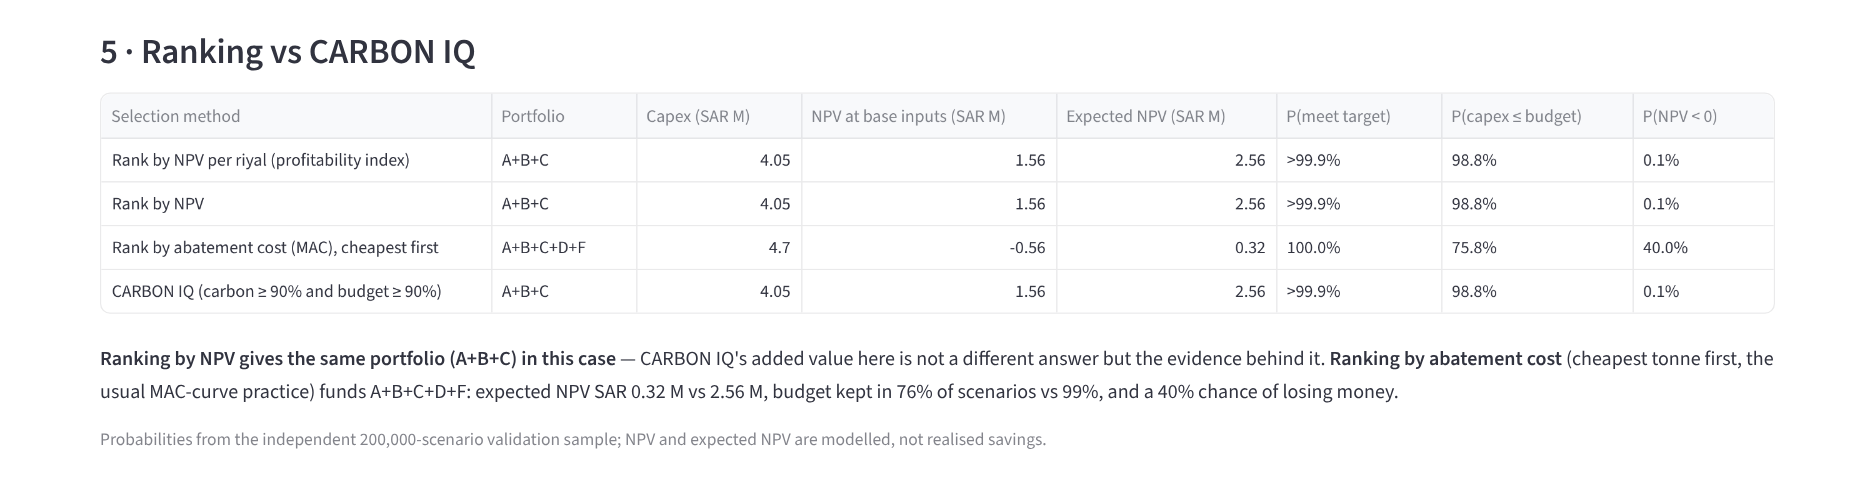 5 · Ranking vs CARBON IQ
Selection method Portfolio Capex (SAR M) NPV at base inputs (SAR M) Expected NPV (SAR M) P(meet target) P(capex ≤ budget) P(NPV < 0)
Rank by NPV per riyal (profitability index) A+B+C 4.05 1.56 2.56 >99.9% 98.8% 0.1%
Rank by NPV A+B+C 4.05 1.56 2.56 >99.9% 98.8% 0.1%
Rank by abatement cost (MAC), cheapest first A+B+C+D+F 4.7 -0.56 0.32 100.0% 75.8% 40.0%
CARBON IQ (carbon ≥ 90% and budget ≥ 90%) A+B+C 4.05 1.56 2.56 >99.9% 98.8% 0.1%
Ranking by NPV gives the same portfolio (A+B+C) in this case — CARBON IQ's added value here is not a different answer but the evidence behind it. Ranking by abatement cost (cheapest tonne first, the
usual MAC-curve practice) funds A+B+C+D+F: expected NPV SAR 0.32 M vs 2.56 M, budget kept in 76% of scenarios vs 99%, and a 40% chance of losing money.
Probabilities from the independent 200,000-scenario validation sample; NPV and expected NPV are modelled, not realised savings.